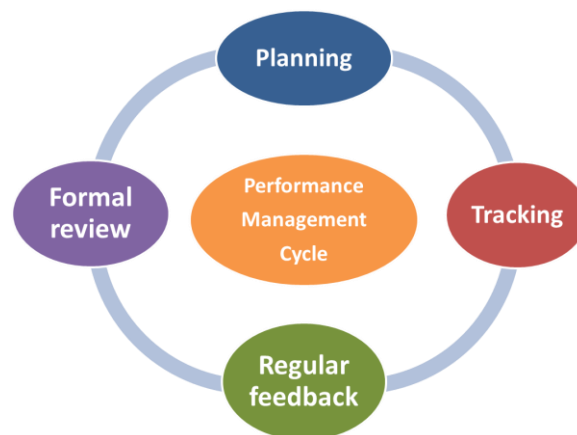 Planning
Formal
review
Performance
Management
Cycle
Tracking
Regular
feedback